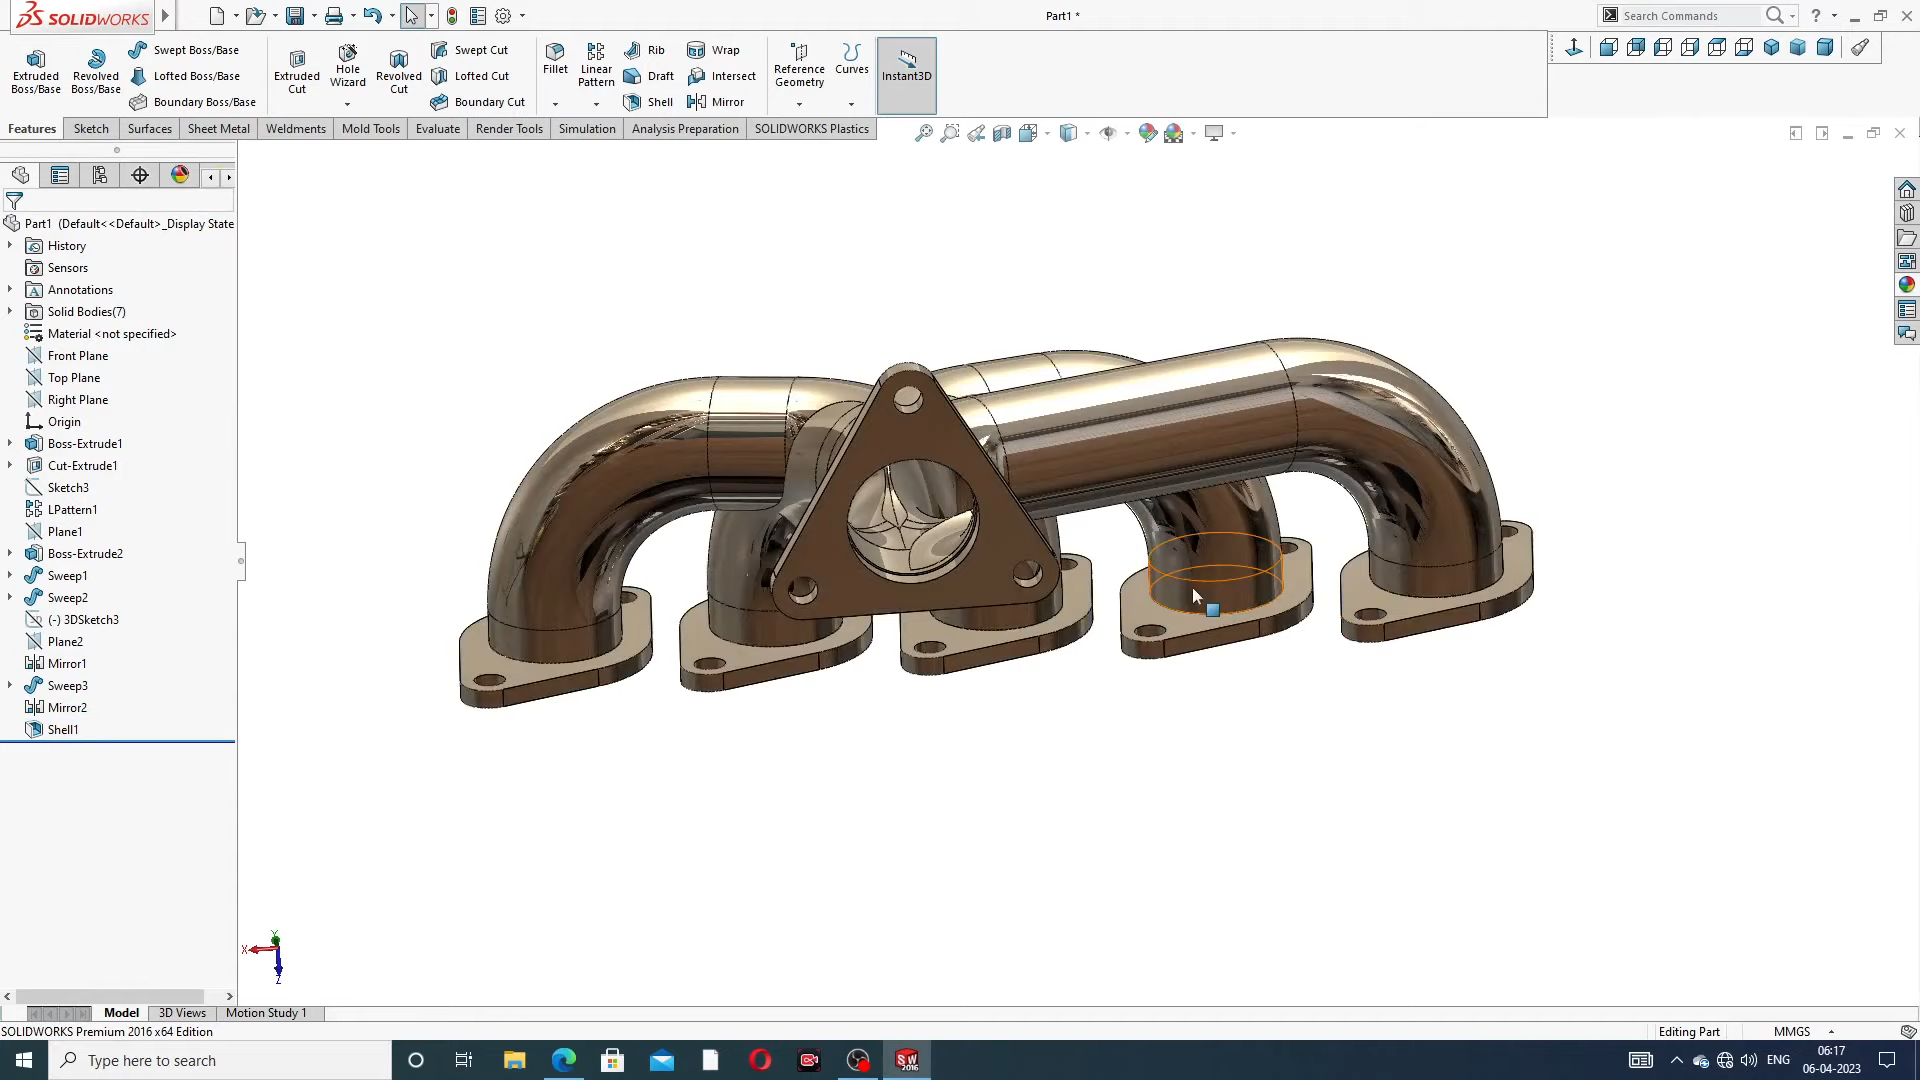 SOLIDWORKS
Part1 *
Search Commands
Extruded Boss/Base
Revolved Boss/Base
Swept Boss/Base
Lofted Boss/Base
Boundary Boss/Base
Extruded Cut
Hole Wizard
Revolved Cut
Swept Cut
Lofted Cut
Boundary Cut
Fillet
Linear Pattern
Rib
Draft
Shell
Wrap
Intersect
Mirror
Reference Geometry
Curves
Instant3D
Features
Sketch
Surfaces
Sheet Metal
Weldments
Mold Tools
Evaluate
Render Tools
Simulation
Analysis Preparation
SOLIDWORKS Plastics
Part1 (Default<<Default>_Display State
History
Sensors
Annotations
Solid Bodies(7)
Material <not specified>
Front Plane
Top Plane
Right Plane
Origin
Boss-Extrude1
Cut-Extrude1
Sketch3
LPattern1
Plane1
Boss-Extrude2
Sweep1
Sweep2
(-) 3DSketch3
Plane2
Mirror1
Sweep3
Mirror2
Shell1
Y
X
Z
Model
3D Views
Motion Study 1
SOLIDWORKS Premium 2016 x64 Edition
Editing Part
MMGS
Type here to search
SW 2016
ENG
06:17
06-04-2023